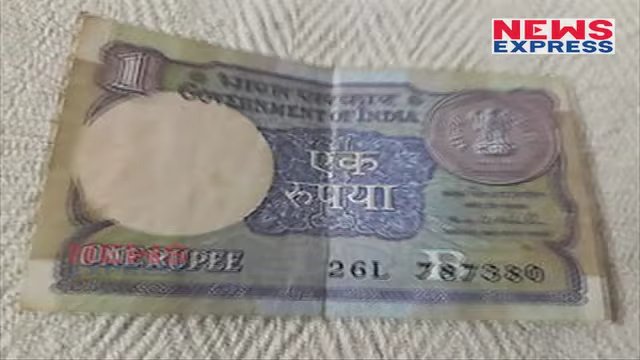 NEWS
EXPRESS
1
भारत सरकार
GOVERNMENT OF INDIA
एक
रुपया
ONE RUPEE
26L 787380
B